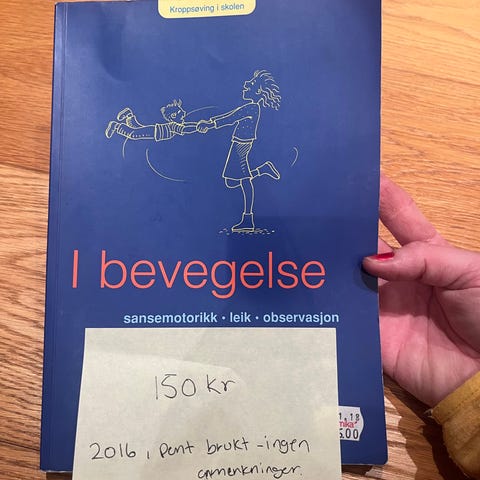 Kroppsøving i skolen
I bevegelse
sansemotorikk • leik • observasjon
150 kr
2016, pent brukt - ingen
anmerkninger.